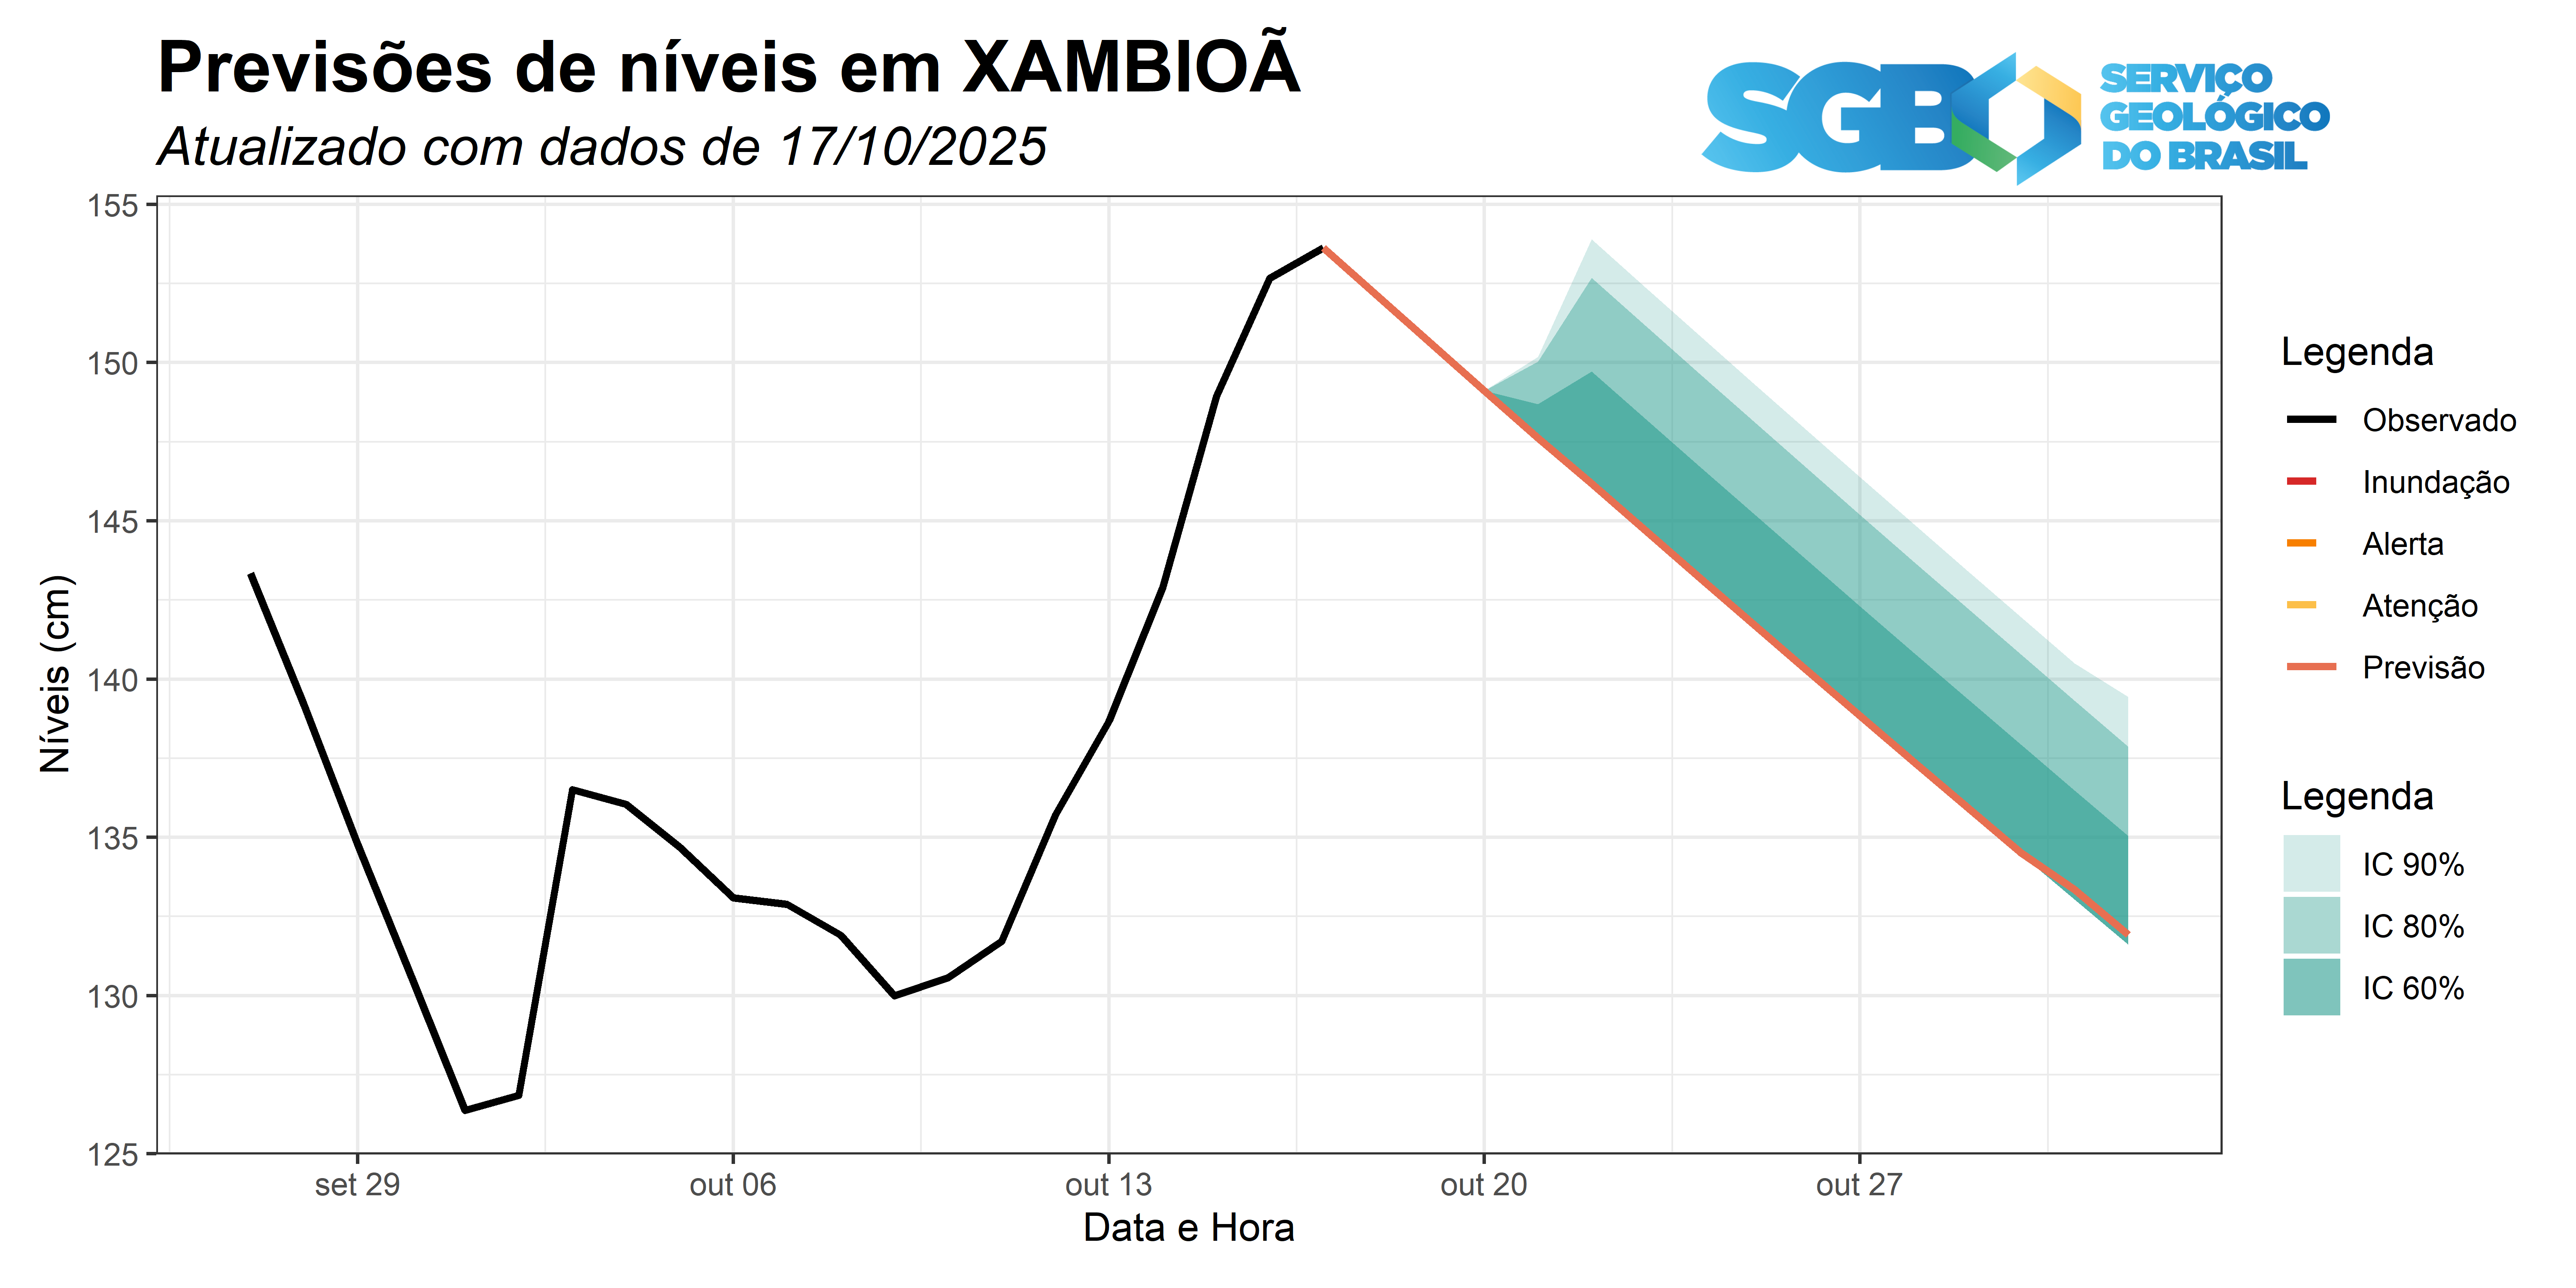 Previsões de níveis em XAMBIOÃ
Atualizado com dados de 17/10/2025
SGB
SERVIÇO
GEOLÓGICO
DO BRASIL
155
150
145
140
135
130
125
Níveis (cm)
set 29
out 06
out 13
out 20
out 27
Data e Hora
Legenda
Observado
Inundação
Alerta
Atenção
Previsão
Legenda
IC 90%
IC 80%
IC 60%